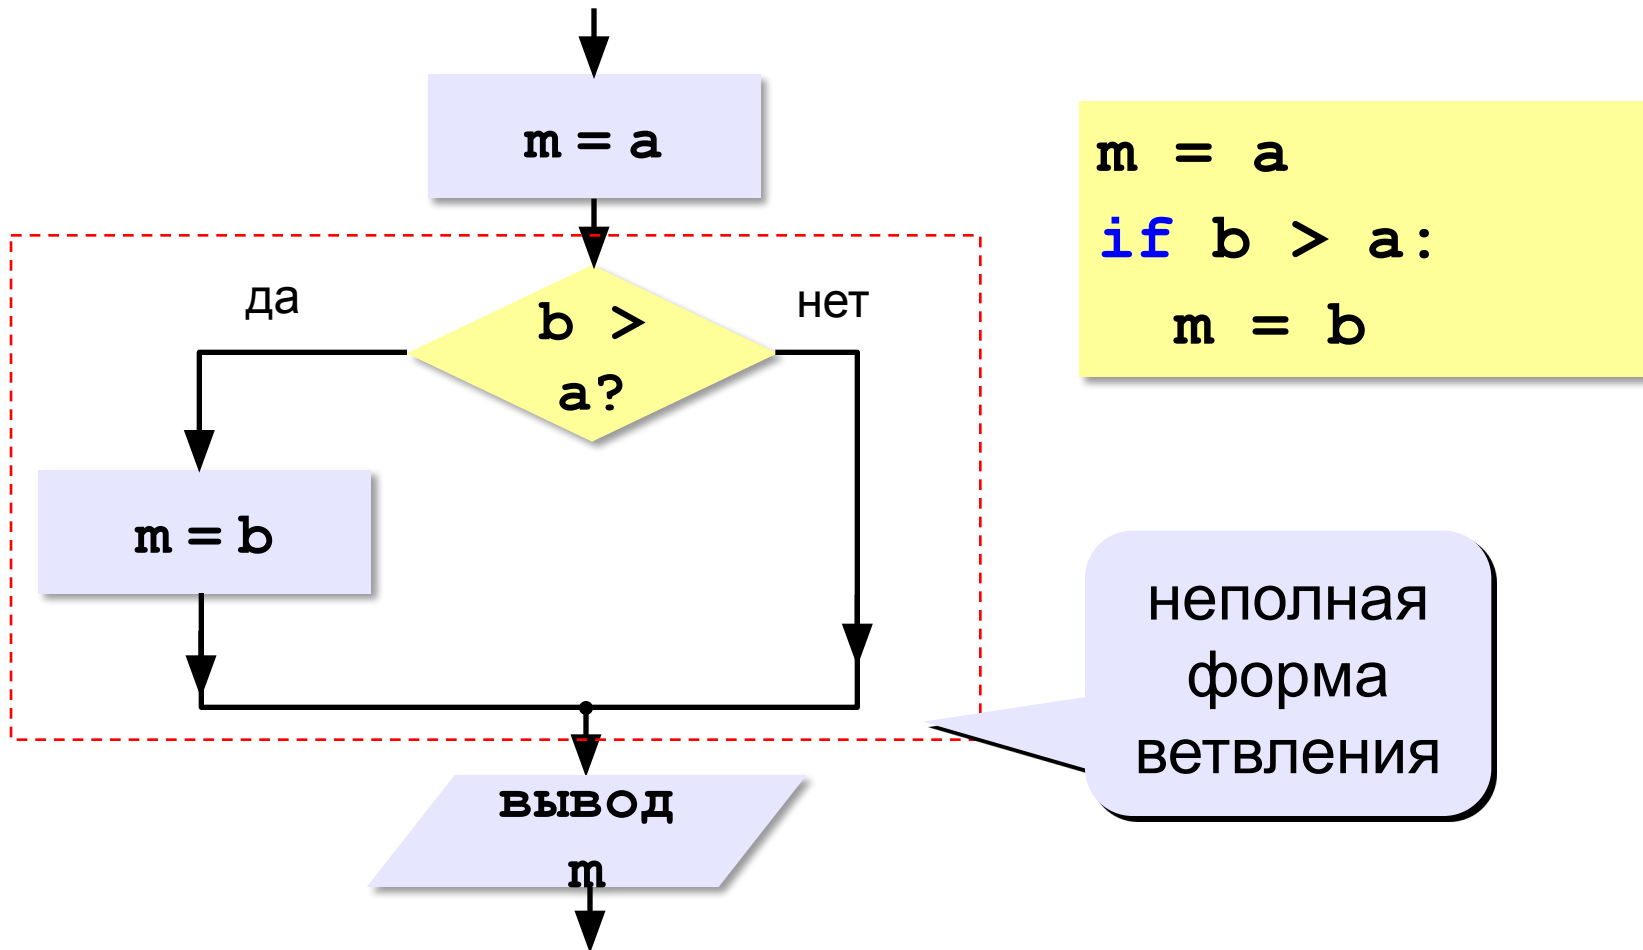 m = a
да
b >
a?
нет
m = b
вывод
m
m = a
if b > a:
m = b
неполная
форма
ветвления